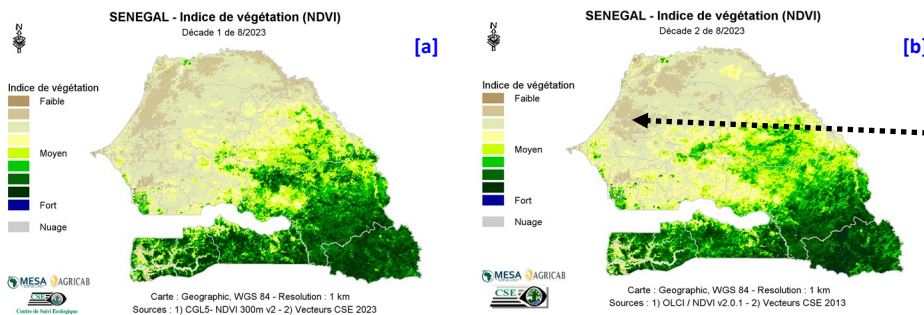 SENEGAL - Indice de végétation (NDVI)
Décade 1 de 8/2023
[a]
N
Indice de végétation
Faible
Moyen
Fort
Nuage
MESA AGRICAB
CSE
Centre de Suivi Ecologique
Carte : Geographic, WGS 84 - Resolution : 1 km
Sources : 1) CGL5- NDVI 300m v2 - 2) Vecteurs CSE 2023
SENEGAL - Indice de végétation (NDVI)
Décade 2 de 8/2023
[b]
N
Indice de végétation
Faible
Moyen
Fort
Nuage
MESA AGRICAB
CSE
Carte : Geographic, WGS 84 - Resolution : 1 km
Sources : 1) OLCI / NDVI v2.0.1 - 2) Vecteurs CSE 2013